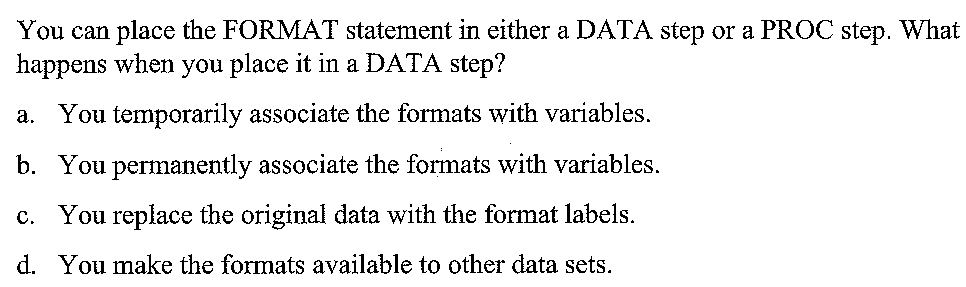 You can place the FORMAT statement in either a DATA step or a PROC step. What
happens when you place it in a DATA step?
a. You temporarily associate the formats with variables.
b. You permanently associate the formats with variables.
c. You replace the original data with the format labels.
d. You make the formats available to other data sets.